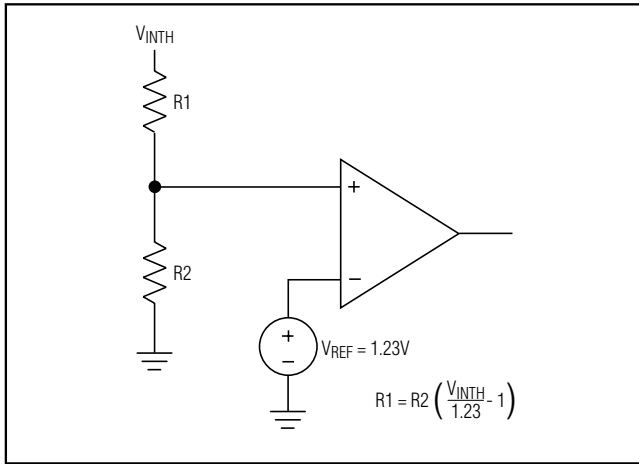 VINTH
R1
+
R2
−
+
−
VREF = 1.23V
R1 = R2 ( VINTH / 1.23 - 1 )